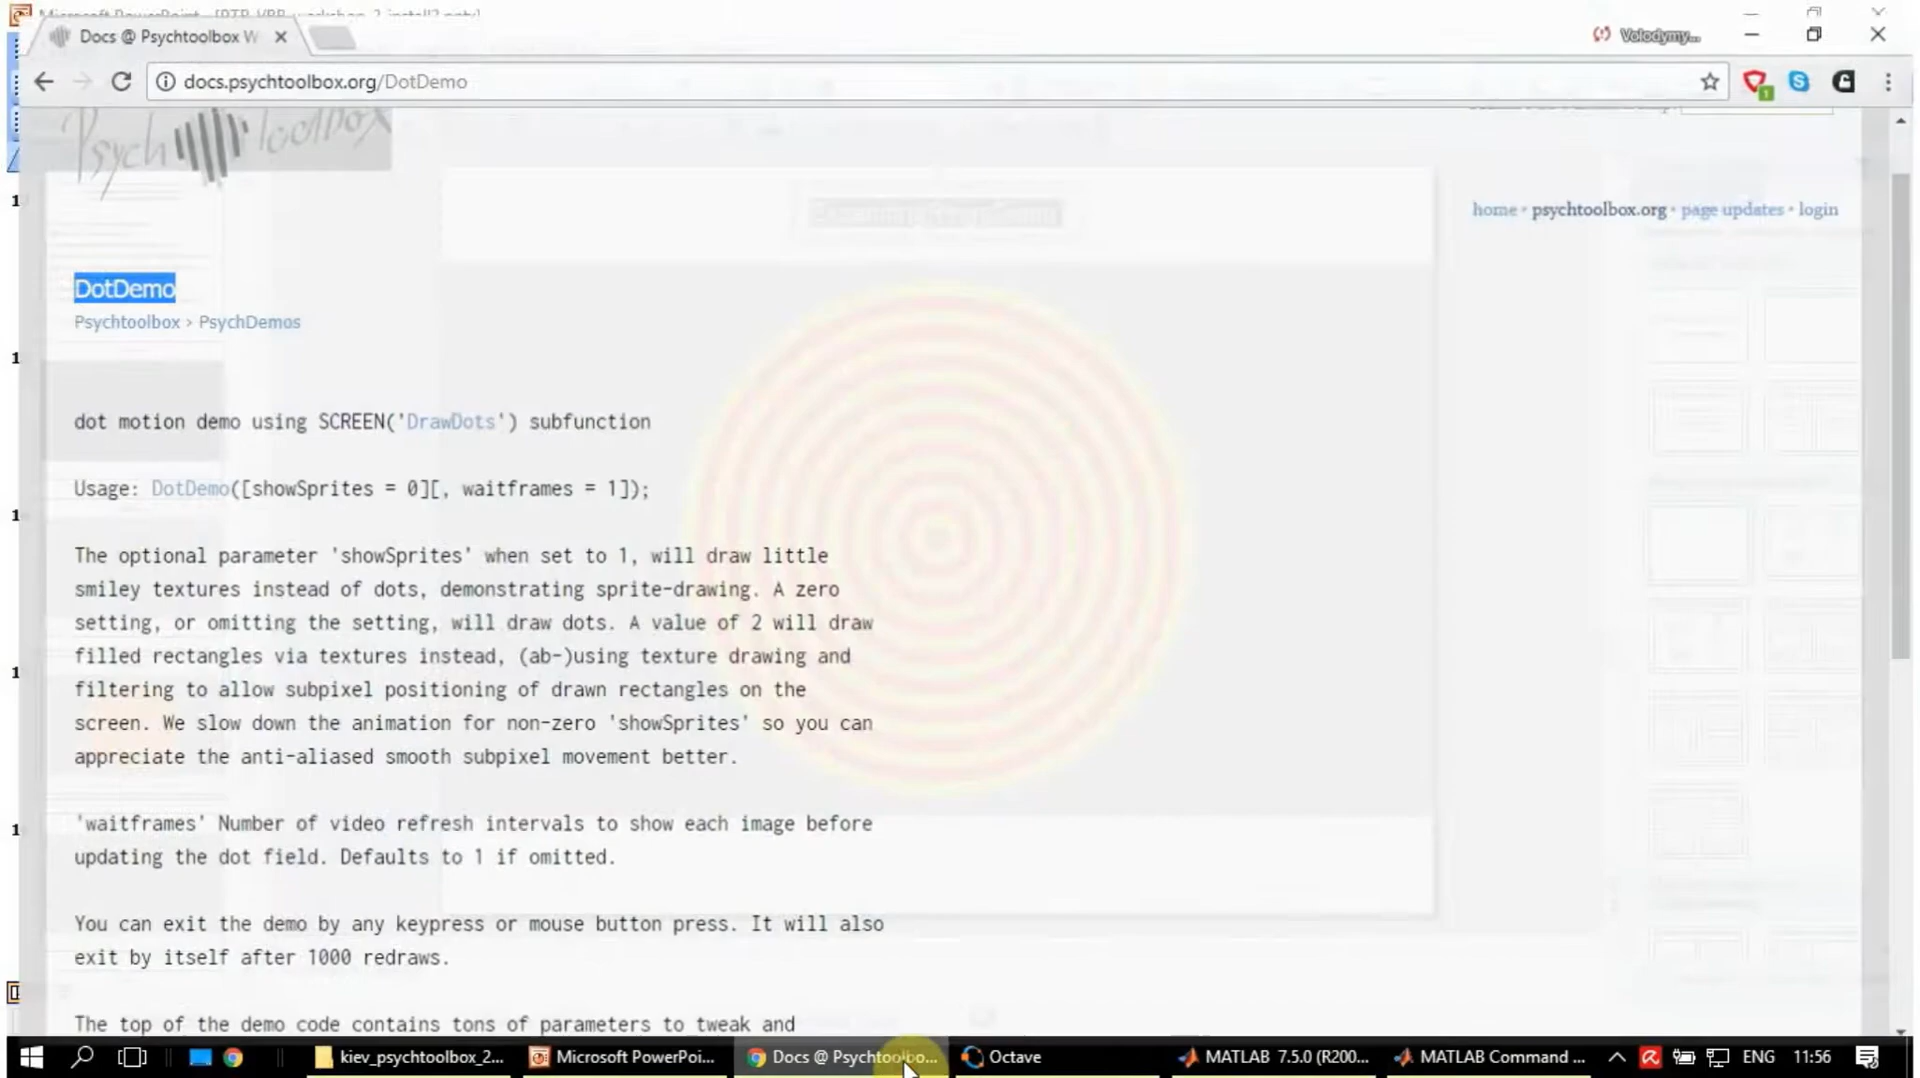 Docs @ Psychtoolbox W
Volodymy...
docs.psychtoolbox.org/DotDemo
1
Psych toolbox
home · psychtoolbox.org · page updates · login
DotDemo
Psychtoolbox > PsychDemos
dot motion demo using SCREEN('DrawDots') subfunction
Usage: DotDemo([showSprites = 0][, waitframes = 1]);
The optional parameter 'showSprites' when set to 1, will draw little
smiley textures instead of dots, demonstrating sprite-drawing. A zero
setting, or omitting the setting, will draw dots. A value of 2 will draw
filled rectangles via textures instead, (ab-)using texture drawing and
filtering to allow subpixel positioning of drawn rectangles on the
screen. We slow down the animation for non-zero 'showSprites' so you can
appreciate the anti-aliased smooth subpixel movement better.
'waitframes' Number of video refresh intervals to show each image before
updating the dot field. Defaults to 1 if omitted.
You can exit the demo by any keypress or mouse button press. It will also
exit by itself after 1000 redraws.
The top of the demo code contains tons of parameters to tweak and
kiev_psychtoolbox_2...
Microsoft PowerPoi...
Docs @ Psychtoolbo...
Octave
MATLAB 7.5.0 (R200...
MATLAB Command ...
ENG
11:56